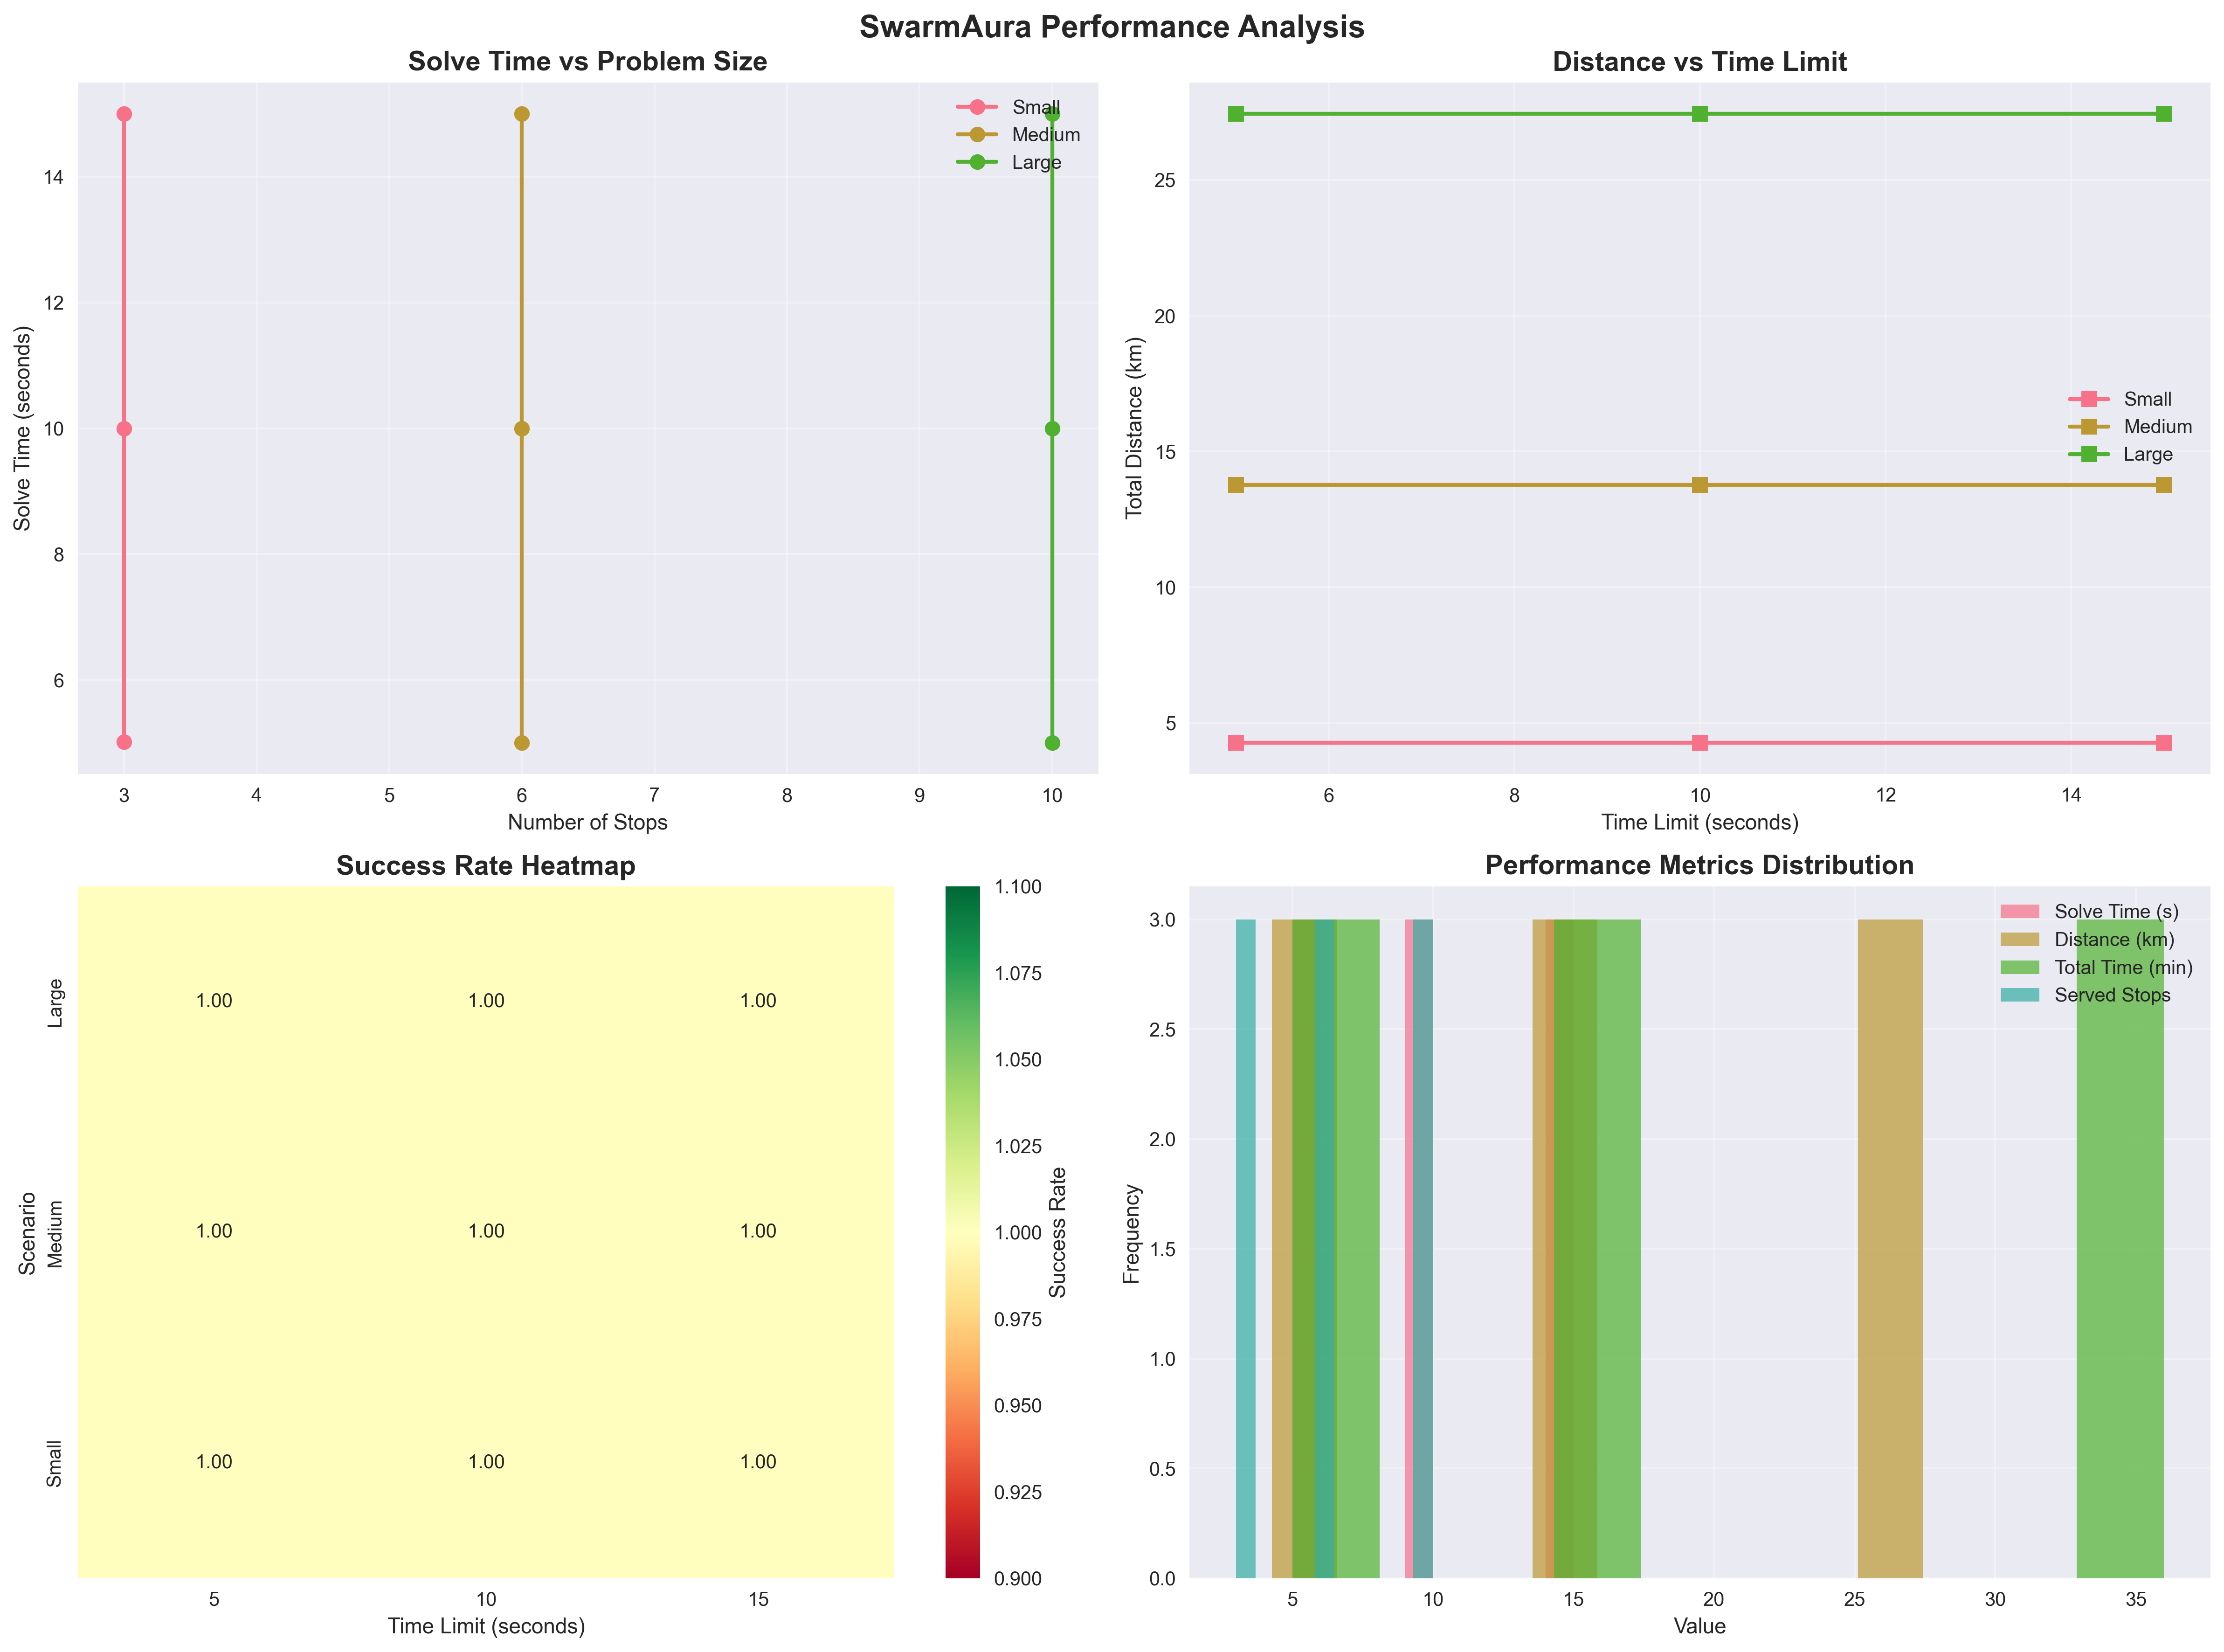 SwarmAura Performance Analysis
Solve Time vs Problem Size
Solve Time (seconds)
14
12
10
8
6
3 4 5 6 7 8 9 10
Number of Stops
Small
Medium
Large
Distance vs Time Limit
Total Distance (km)
25
20
15
10
5
6 8 10 12 14
Time Limit (seconds)
Small
Medium
Large
Success Rate Heatmap
Scenario
Large
Medium
Small
1.00 1.00 1.00
1.00 1.00 1.00
1.00 1.00 1.00
5 10 15
Time Limit (seconds)
1.100
1.075
1.050
1.025
1.000
0.975
0.950
0.925
0.900
Success Rate
Performance Metrics Distribution
Frequency
3.0
2.5
2.0
1.5
1.0
0.5
0.0
5 10 15 20 25 30 35
Value
Solve Time (s)
Distance (km)
Total Time (min)
Served Stops